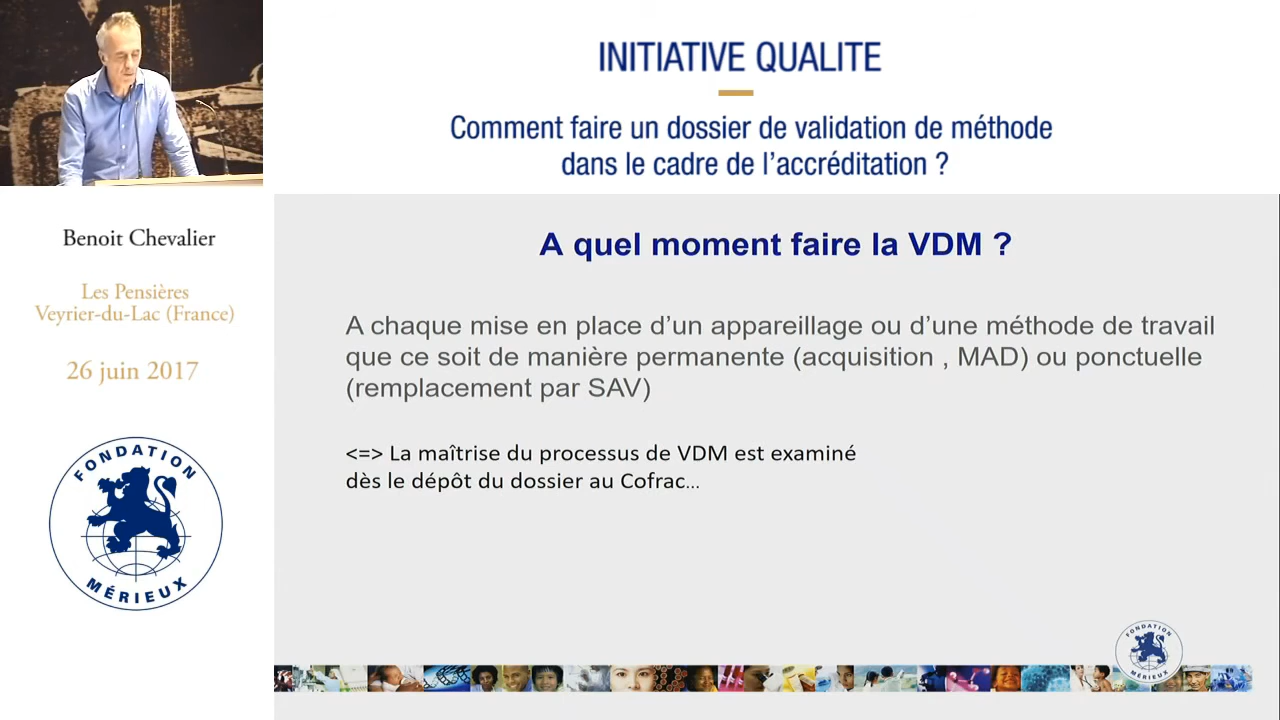 INITIATIVE QUALITE
Comment faire un dossier de validation de méthode
dans le cadre de l'accréditation ?
Benoit Chevalier
Les Pensières
Veyrier-du-Lac (France)
26 juin 2017
FONDATION
MÉRIEUX
A quel moment faire la VDM ?
A chaque mise en place d'un appareillage ou d'une méthode de travail
que ce soit de manière permanente (acquisition , MAD) ou ponctuelle
(remplacement par SAV)
<=> La maîtrise du processus de VDM est examiné
dès le dépôt du dossier au Cofrac...
FONDATION
MÉRIEUX